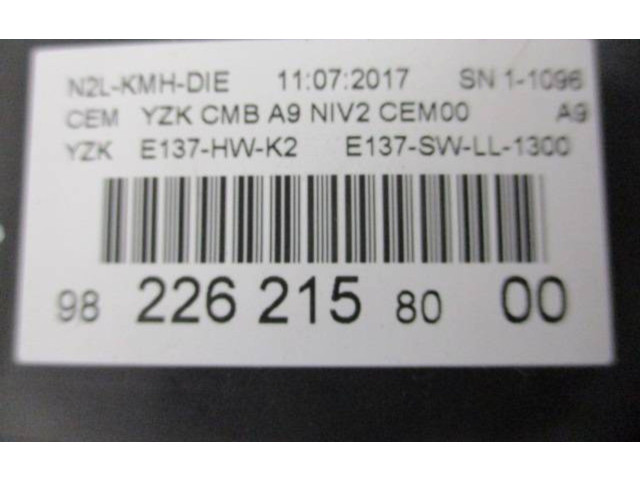 N2L-KMH-DIE 11:07:2017 SN 1-1096
CEM YZK CMB A9 NIV2 CEM00 A9
YZK E137-HW-K2 E137-SW-LL-1300
98 226 215 80 00